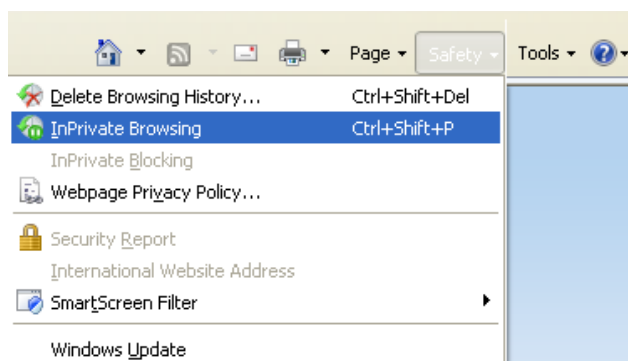 Page Safety Tools
Delete Browsing History... Ctrl+Shift+Del
InPrivate Browsing Ctrl+Shift+P
InPrivate Blocking
Webpage Privacy Policy...
Security Report
International Website Address
SmartScreen Filter
Windows Update